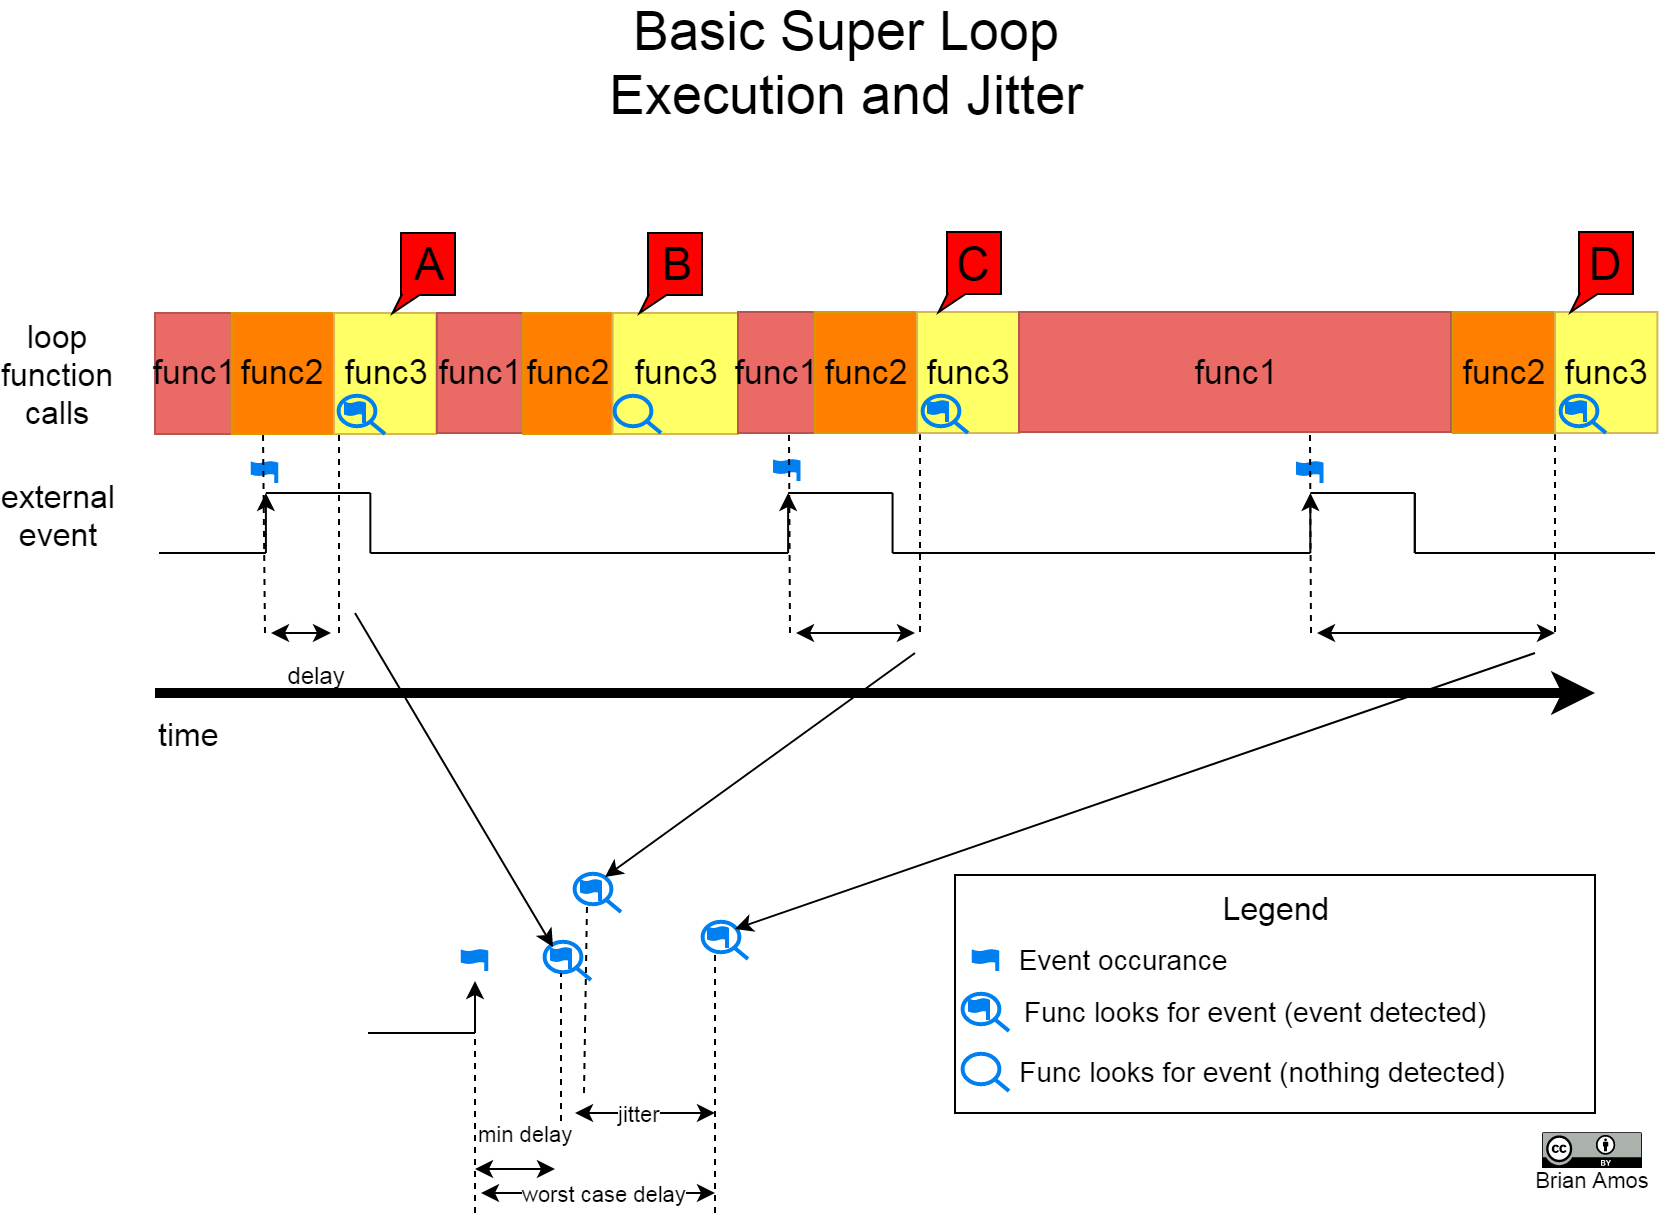 Basic Super Loop
Execution and Jitter
A
B
C
D
loop
function
calls
func1
func2
func3
func1
func2
func3
func1
func2
func3
func1
func2
func3
external
event
delay
time
jitter
min delay
worst case delay
Legend
Event occurance
Func looks for event (event detected)
Func looks for event (nothing detected)
cc
BY
Brian Amos